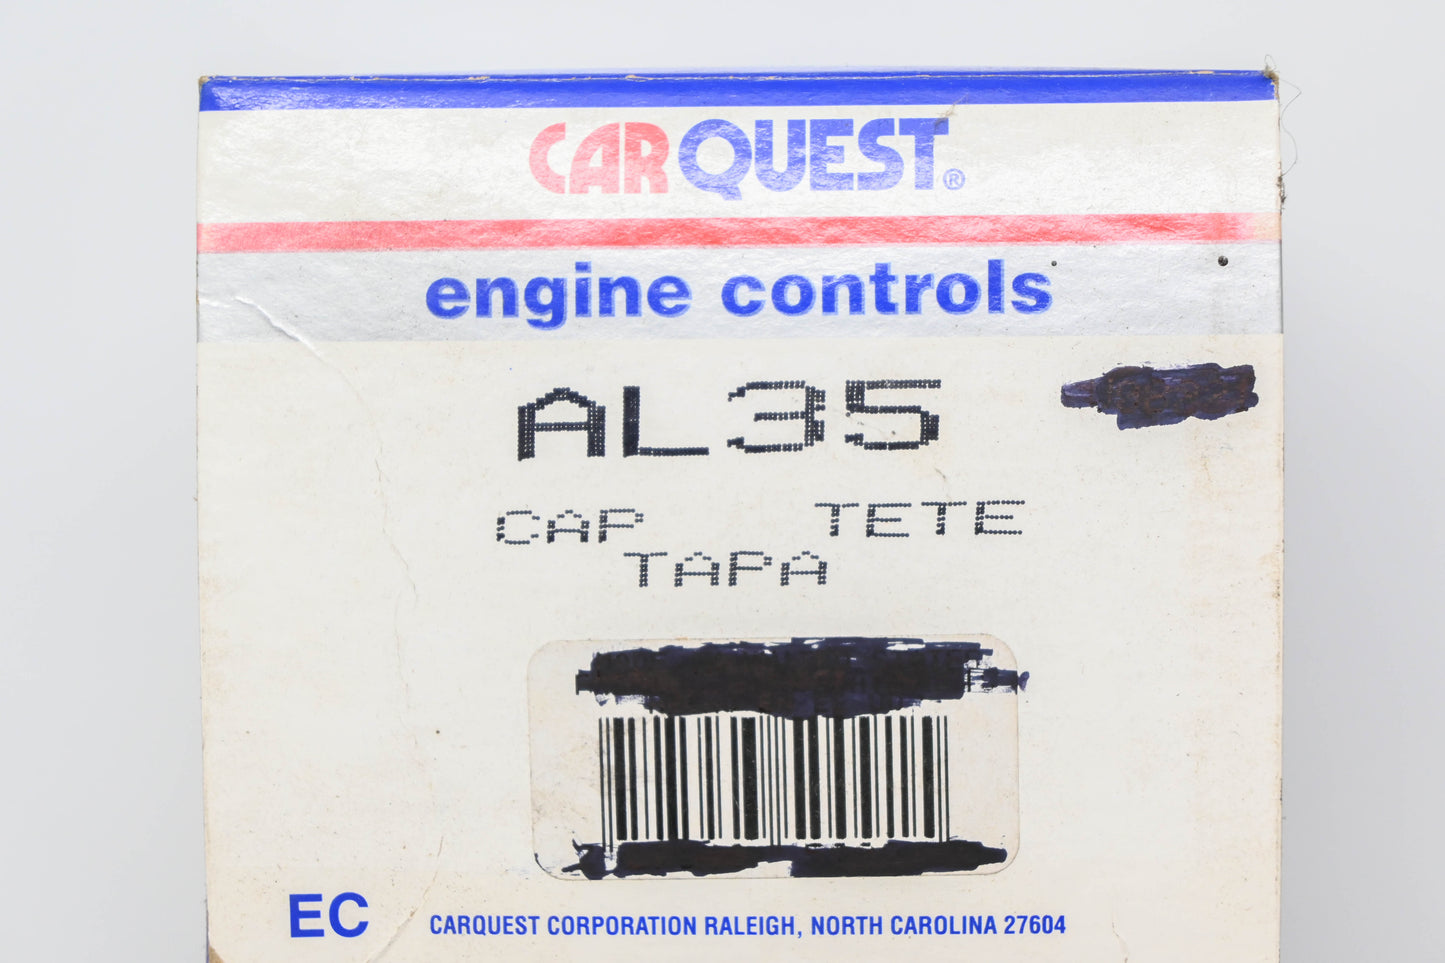 CARQUEST®
engine controls
AL35
CAP TETE
TAPA
EC
CARQUEST CORPORATION RALEIGH, NORTH CAROLINA 27604